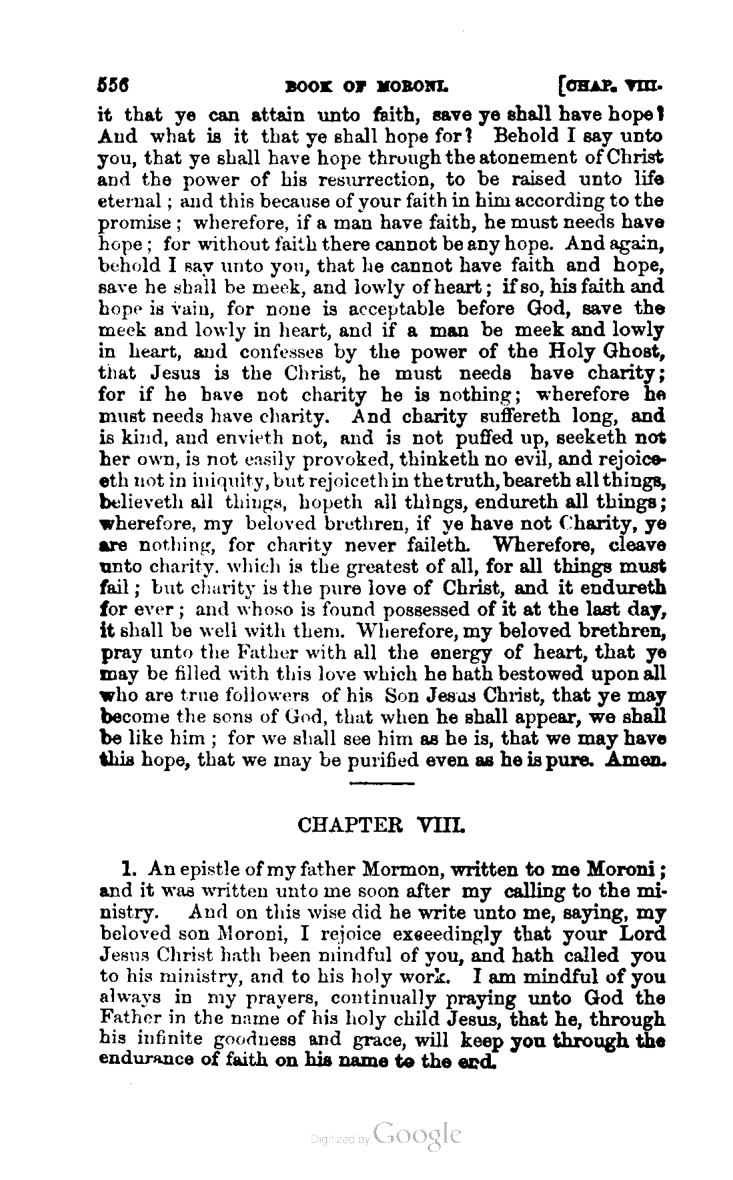 556 BOOK OF MORONI. [CHAP. VIII.
it that ye can attain unto faith, save ye shall have hope?
And what is it that ye shall hope for? Behold I say unto
you, that ye shall have hope through the atonement of Christ
and the power of his resurrection, to be raised unto life
eternal; and this because of your faith in him according to the
promise; wherefore, if a man have faith, he must needs have
hope; for without faith there cannot be any hope. And again,
behold I say unto you, that he cannot have faith and hope,
save he shall be meek, and lowly of heart; if so, his faith and
hope is vain, for none is acceptable before God, save the
meek and lowly in heart, and if a man be meek and lowly
in heart, and confesses by the power of the Holy Ghost,
that Jesus is the Christ, he must needs have charity;
for if he have not charity he is nothing; wherefore he
must needs have charity. And charity suffereth long, and
is kind, and envieth not, and is not puffed up, seeketh not
her own, is not easily provoked, thinketh no evil, and rejoice-
eth not in iniquity, but rejoiceth in the truth, beareth all things,
believeth all things, hopeth all things, endureth all things;
wherefore, my beloved brethren, if ye have not Charity, ye
are nothing, for charity never faileth. Wherefore, cleave
unto charity. which is the greatest of all, for all things must
fail; but charity is the pure love of Christ, and it endureth
for ever; and whoso is found possessed of it at the last day,
it shall be well with them. Wherefore, my beloved brethren,
pray unto the Father with all the energy of heart, that ye
may be filled with this love which he hath bestowed upon all
who are true followers of his Son Jesus Christ, that ye may
become the sons of God, that when he shall appear, we shall
be like him; for we shall see him as he is, that we may have
this hope, that we may be purified even as he is pure. Amen.
CHAPTER VIII.
1. An epistle of my father Mormon, written to me Moroni;
and it was written unto me soon after my calling to the mi-
nistry. And on this wise did he write unto me, saying, my
beloved son Moroni, I rejoice exceedingly that your Lord
Jesus Christ hath been mindful of you, and hath called you
to his ministry, and to his holy work. I am mindful of you
always in my prayers, continually praying unto God the
Father in the name of his holy child Jesus, that he, through
his infinite goodness and grace, will keep you through the
endurance of faith on his name to the end.
Digitized by Google